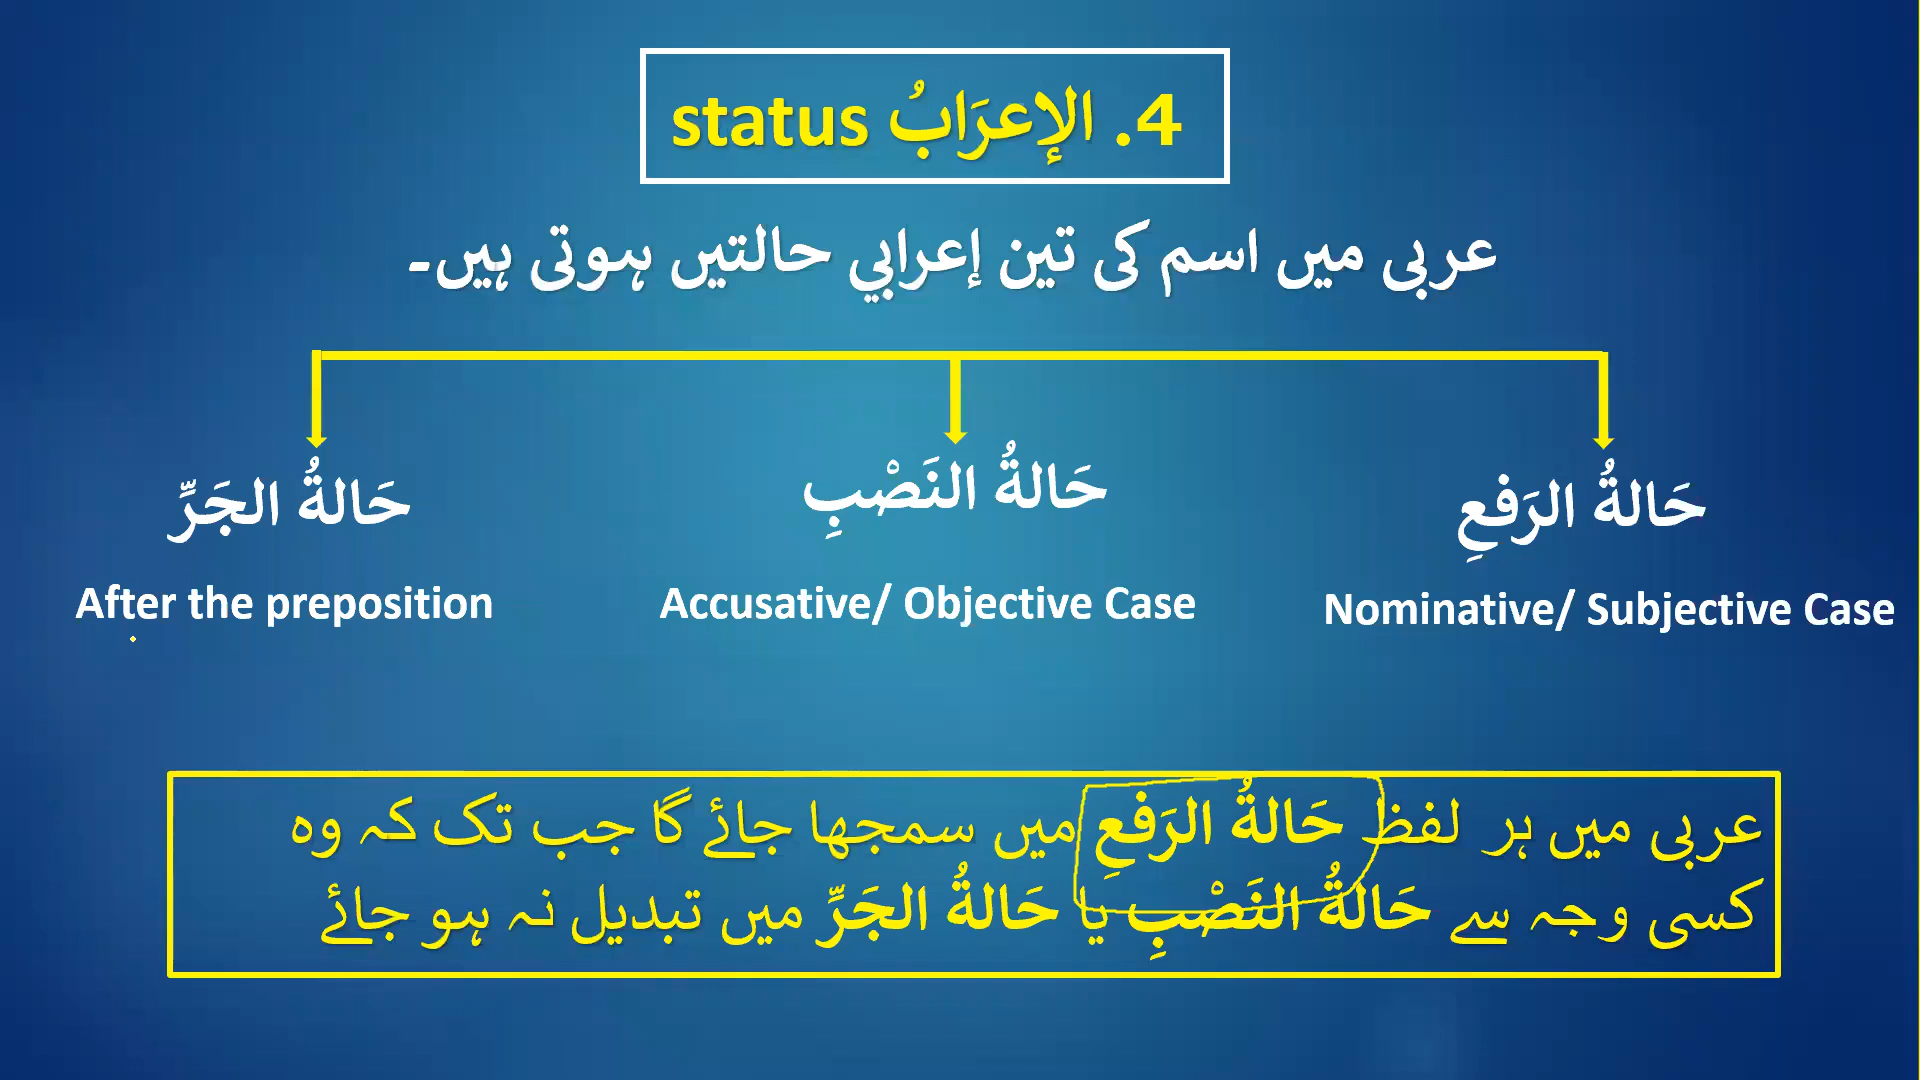 4. الإعرَابُ status
عربی میں اسم کی تین إعرابي حالتیں ہوتی ہیں۔
حَالةُ الرَفعِ
حَالةُ النَصْبِ
حَالةُ الجَرِّ
Nominative/ Subjective Case
Accusative/ Objective Case
After the preposition
عربی میں ہر لفظ حَالةُ الرَفعِ میں سمجھا جائے گا جب تک کہ وہ
کسی وجہ سے حَالةُ النَصْبِ یا حَالةُ الجَرِّ میں تبدیل نہ ہو جائے